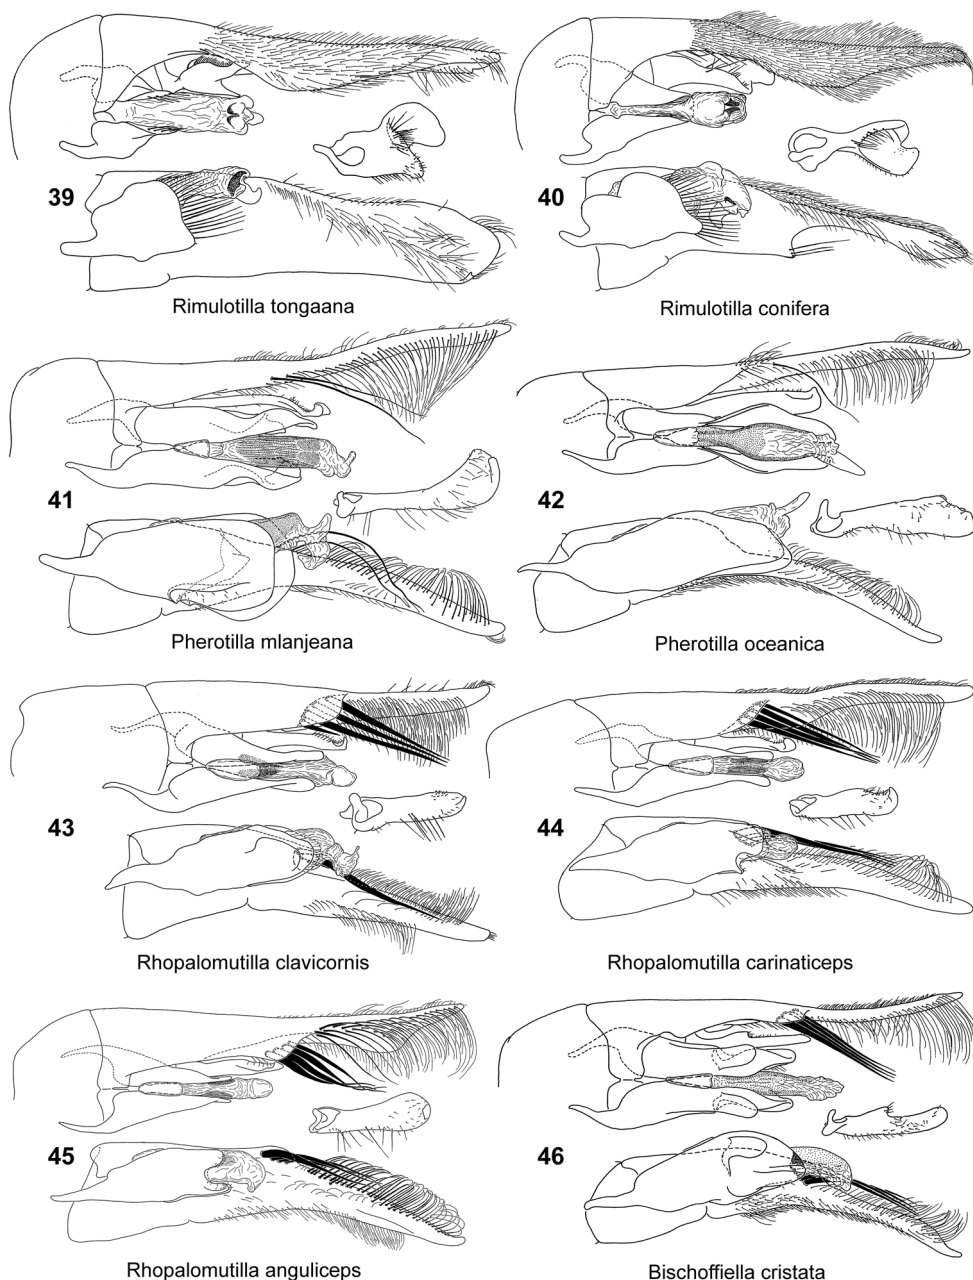 39
Rimulotilla tongaana
40
Rimulotilla conifera
41
Pherotilla mlanjeana
42
Pherotilla oceanica
43
Rhopalomutilla clavicornis
44
Rhopalomutilla carinaticeps
45
Rhopalomutilla anguliceps
46
Bischoffiella cristata